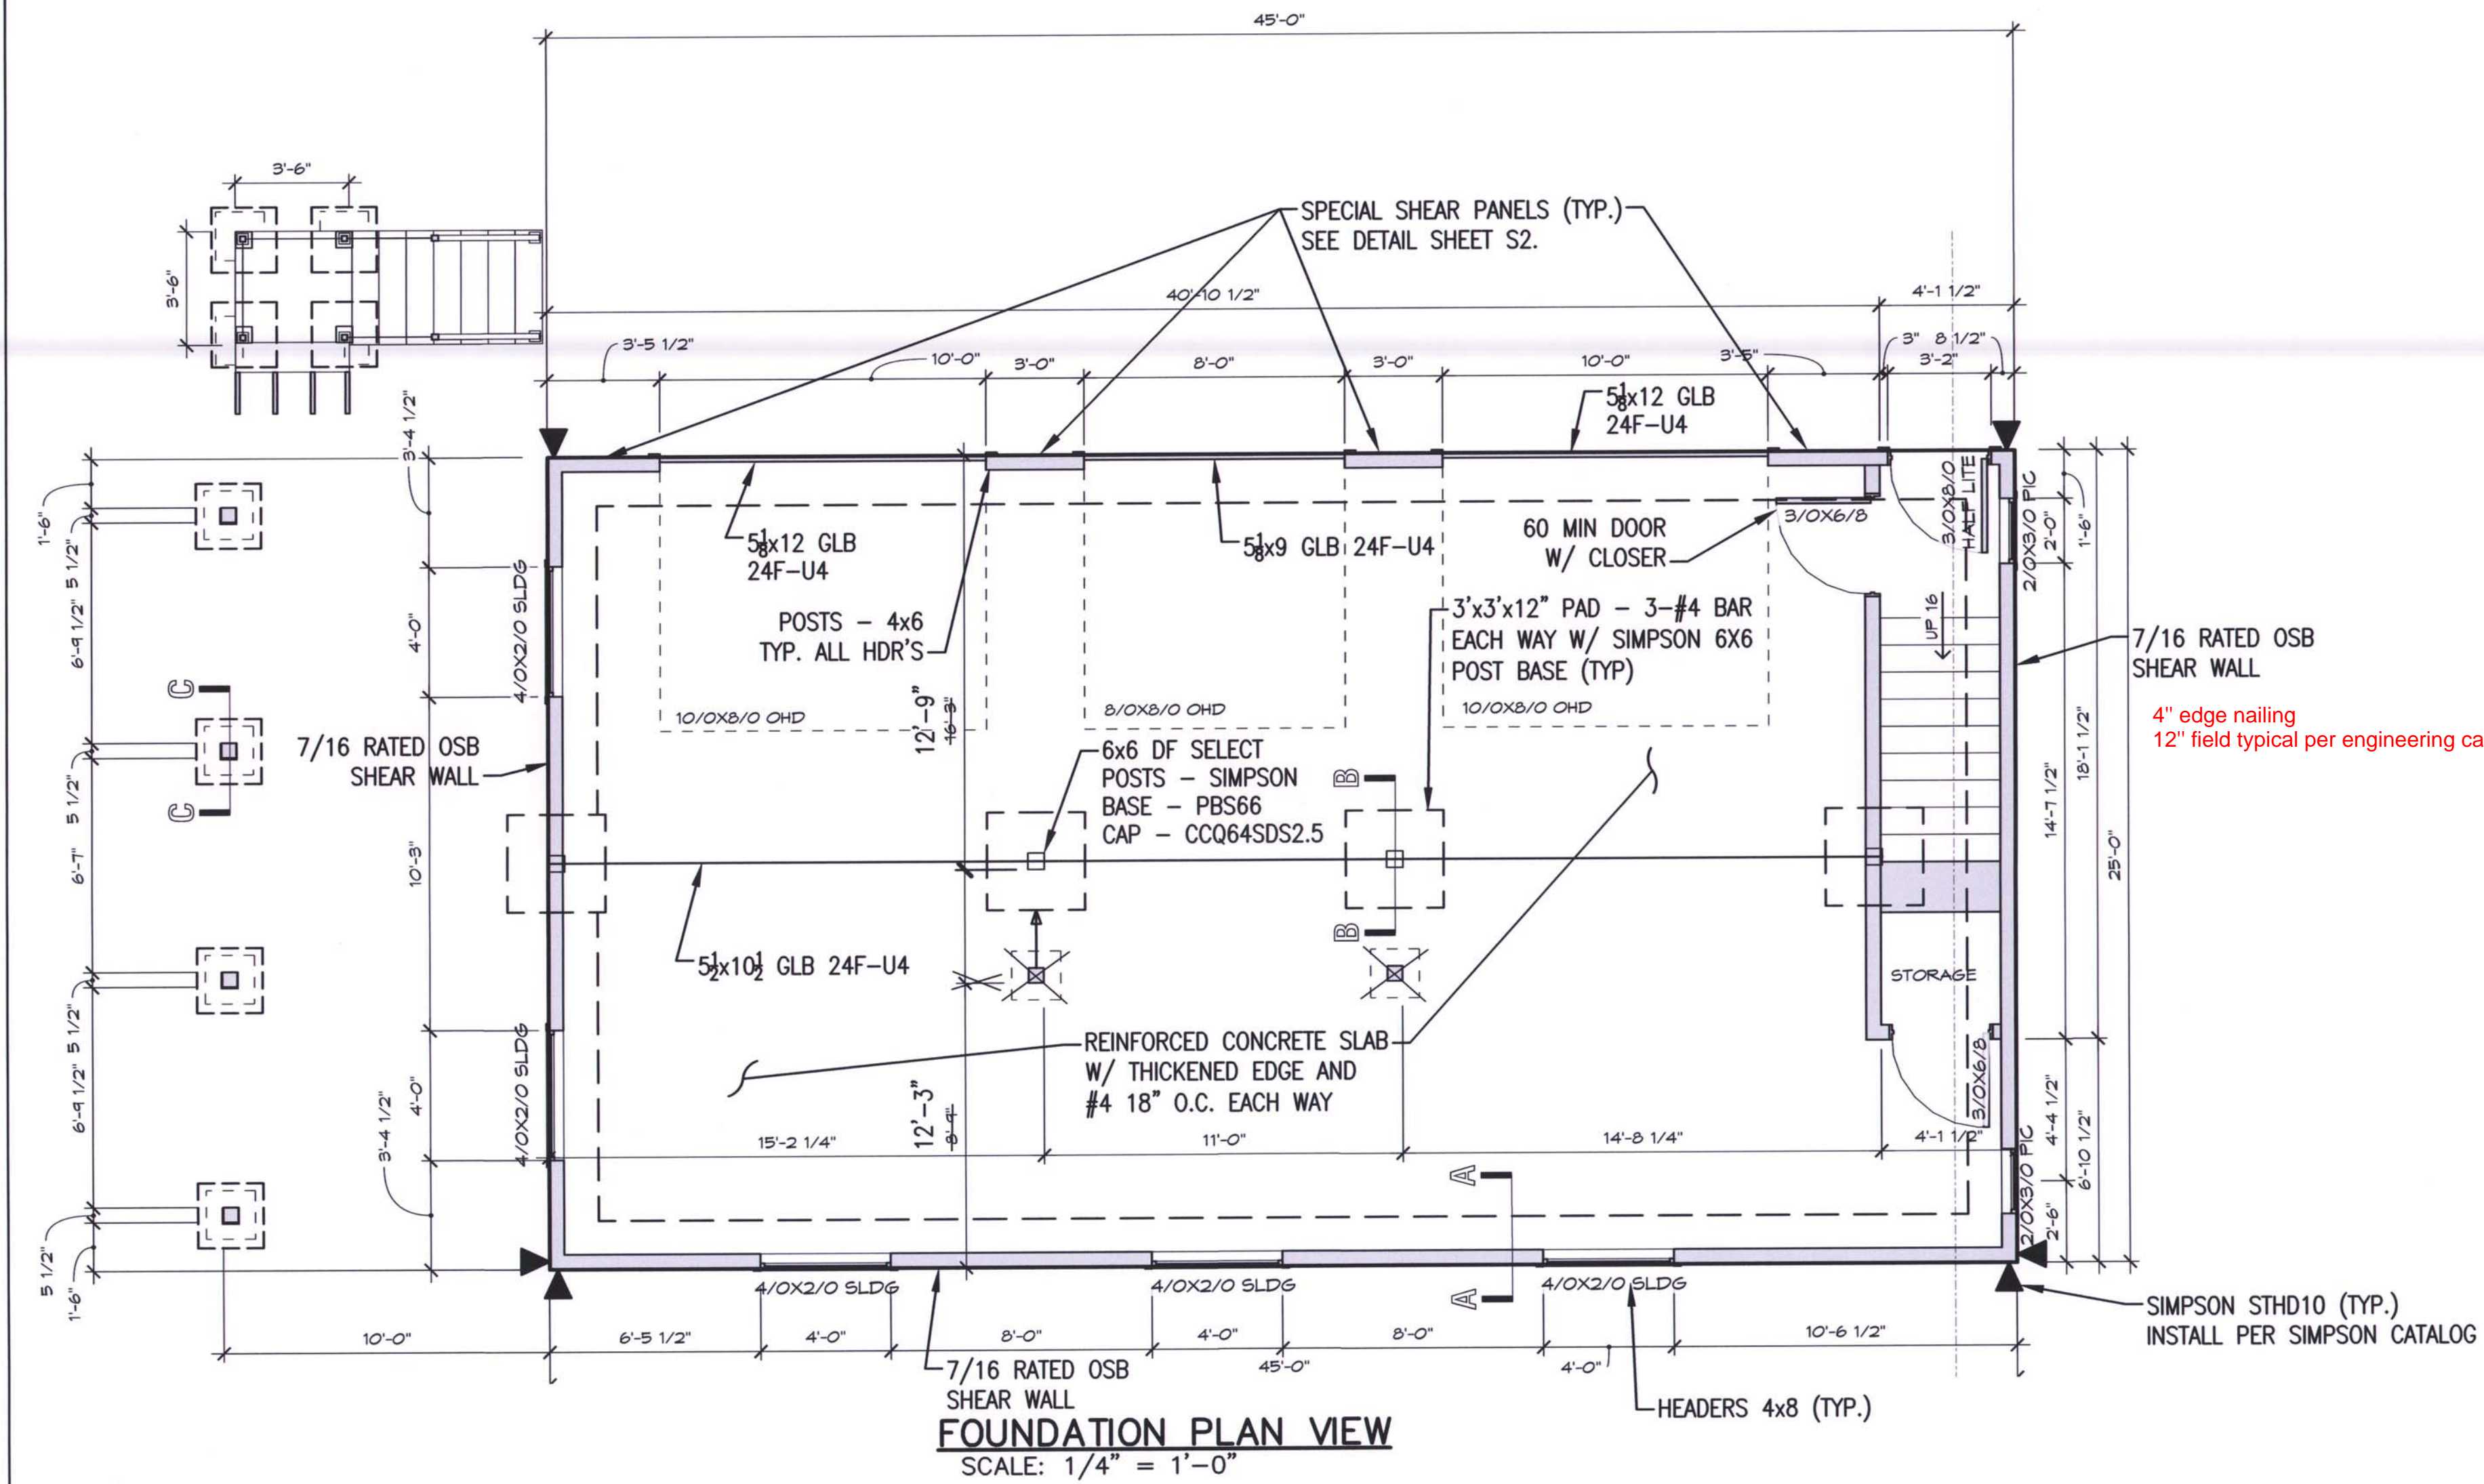 45'-0"
3'-6"
3'-6"
SPECIAL SHEAR PANELS (TYP.)
SEE DETAIL SHEET S2.
40'-10 1/2"
4'-1 1/2"
3'-5 1/2"
10'-0"
3'-0"
8'-0"
3'-0"
10'-0"
3'-5"
3"
8 1/2"
3'-2"
5⅛x12 GLB
24F-U4
3'-4 1/2"
1'-6"
5 1/2"
6'-9 1/2"
4'-0"
4/0X2/0 SLDG
5⅛x12 GLB
24F-U4
5⅛x9 GLB 24F-U4
60 MIN DOOR
W/ CLOSER
3/0X6/8
3/0X8/0
HALF LITE
2/0X3/0 PIC
2'-0"
1'-6"
POSTS - 4x6
TYP. ALL HDR'S
3'x3'x12" PAD - 3-#4 BAR
EACH WAY W/ SIMPSON 6X6
POST BASE (TYP)
UP 16
7/16 RATED OSB
SHEAR WALL
4" edge nailing
12" field typical per engineering ca
C
C
10/0X8/0 OHD
8/0X8/0 OHD
10/0X8/0 OHD
12'-9"
16'-3"
7/16 RATED OSB
SHEAR WALL
6x6 DF SELECT
POSTS - SIMPSON
BASE - PBS66
CAP - CCQ64SDS2.5
B
B
5 1/2"
6'-7"
10'-3"
14'-7 1/2"
18'-1 1/2"
25'-0"
5½x10½ GLB 24F-U4
STORAGE
5 1/2"
6'-9 1/2"
4/0X2/0 SLDG
4'-0"
3'-4 1/2"
REINFORCED CONCRETE SLAB
W/ THICKENED EDGE AND
#4 18" O.C. EACH WAY
12'-3"
8'-9"
15'-2 1/4"
11'-0"
14'-8 1/4"
4'-1 1/2"
3/0X6/8
4'-4 1/2"
6'-10 1/2"
2/0X3/0 PIC
2'-6"
A
A
5 1/2"
1'-6"
4/0X2/0 SLDG
4/0X2/0 SLDG
4/0X2/0 SLDG
SIMPSON STHD10 (TYP.)
INSTALL PER SIMPSON CATALOG
10'-0"
6'-5 1/2"
4'-0"
8'-0"
4'-0"
8'-0"
4'-0"
10'-6 1/2"
45'-0"
7/16 RATED OSB
SHEAR WALL
HEADERS 4x8 (TYP.)
FOUNDATION PLAN VIEW
SCALE: 1/4" = 1'-0"